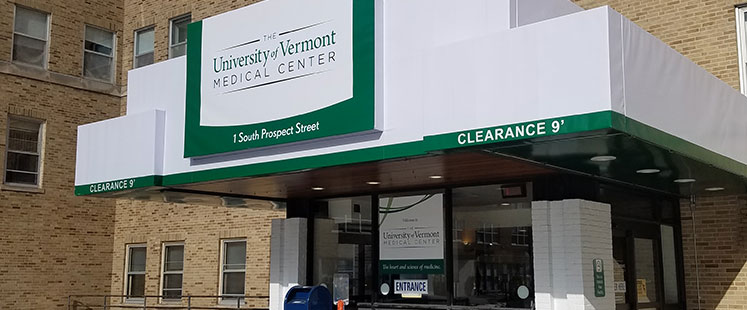 THE
University of Vermont
MEDICAL CENTER
1 South Prospect Street
CLEARANCE 9'
CLEARANCE 9'
University of Vermont
MEDICAL CENTER
The heart and science of medicine.
ENTRANCE